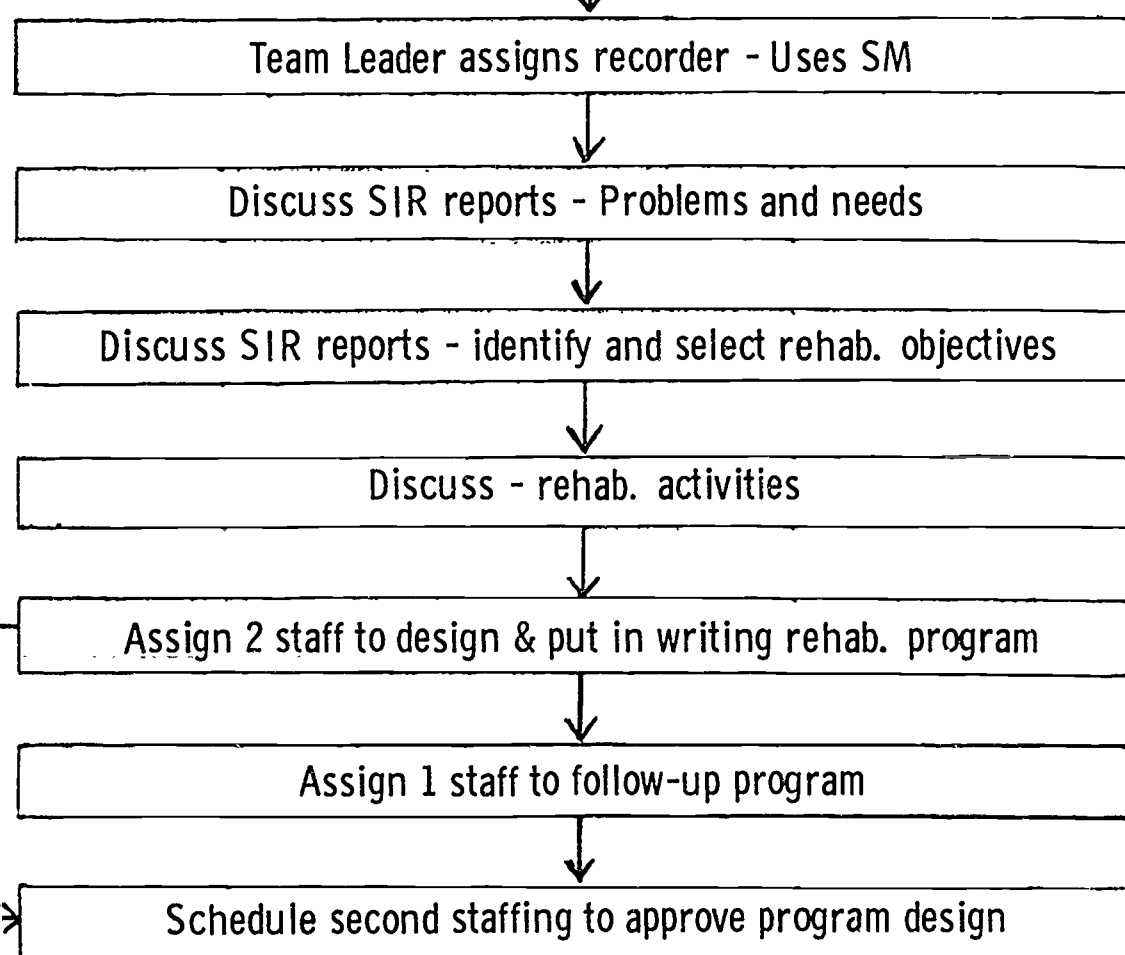 Team Leader assigns recorder - Uses SM
Discuss SIR reports - Problems and needs
Discuss SIR reports - identify and select rehab. objectives
Discuss - rehab. activities
Assign 2 staff to design & put in writing rehab. program
Assign 1 staff to follow-up program
Schedule second staffing to approve program design